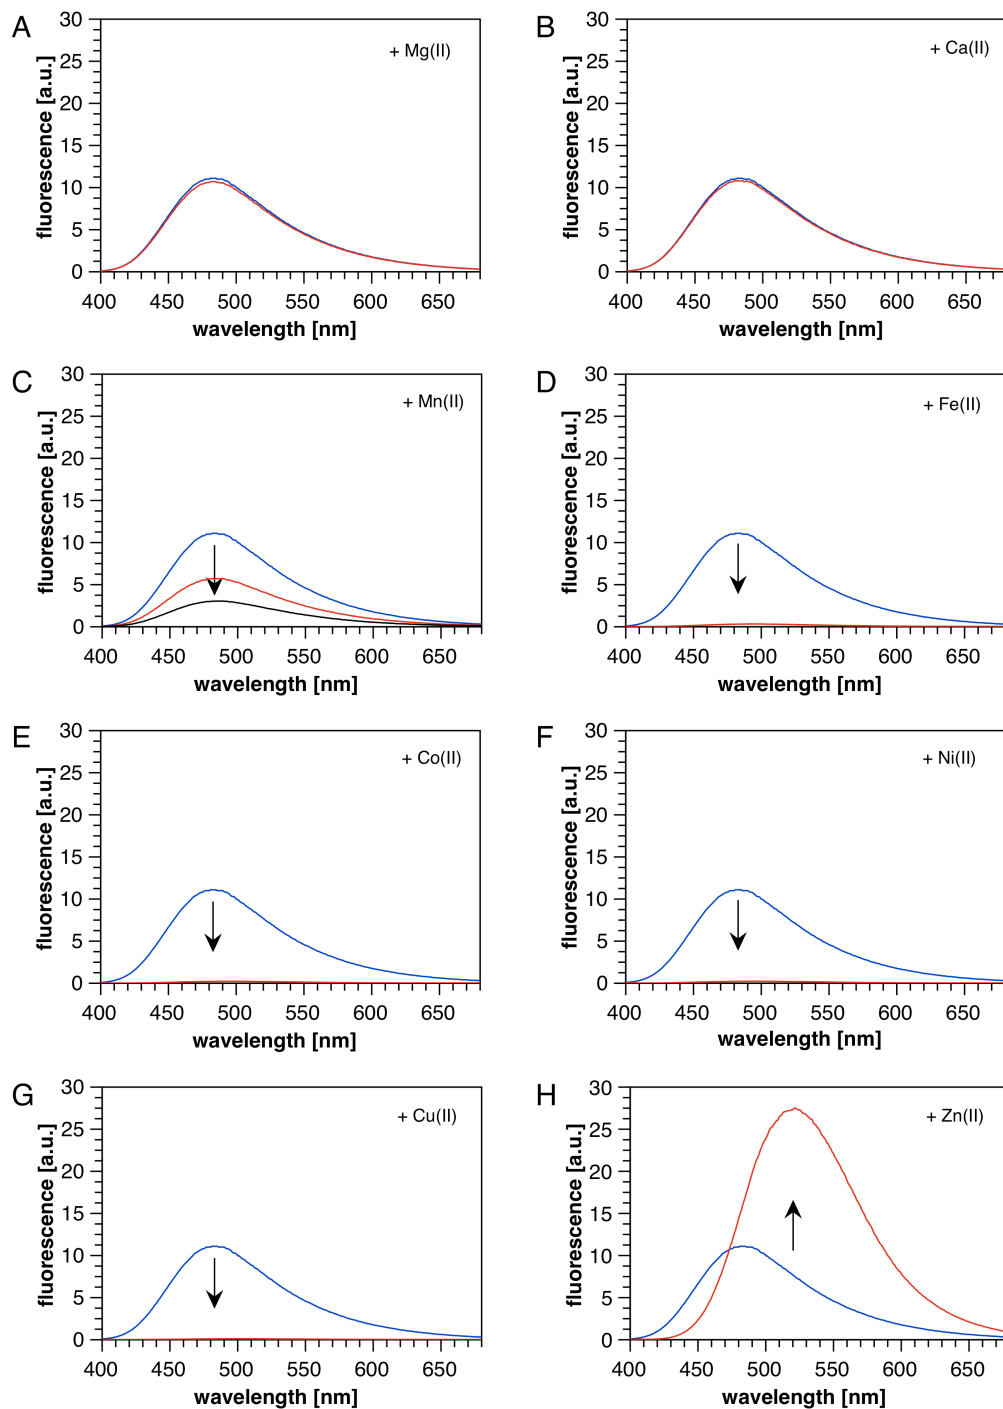 A
+ Mg(II)
fluorescence [a.u.]
30
25
20
15
10
5
0
400 450 500 550 600 650
wavelength [nm]
B
+ Ca(II)
fluorescence [a.u.]
30
25
20
15
10
5
0
400 450 500 550 600 650
wavelength [nm]
C
+ Mn(II)
fluorescence [a.u.]
30
25
20
15
10
5
0
400 450 500 550 600 650
wavelength [nm]
D
+ Fe(II)
fluorescence [a.u.]
30
25
20
15
10
5
0
400 450 500 550 600 650
wavelength [nm]
E
+ Co(II)
fluorescence [a.u.]
30
25
20
15
10
5
0
400 450 500 550 600 650
wavelength [nm]
F
+ Ni(II)
fluorescence [a.u.]
30
25
20
15
10
5
0
400 450 500 550 600 650
wavelength [nm]
G
+ Cu(II)
fluorescence [a.u.]
30
25
20
15
10
5
0
400 450 500 550 600 650
wavelength [nm]
H
+ Zn(II)
fluorescence [a.u.]
30
25
20
15
10
5
0
400 450 500 550 600 650
wavelength [nm]